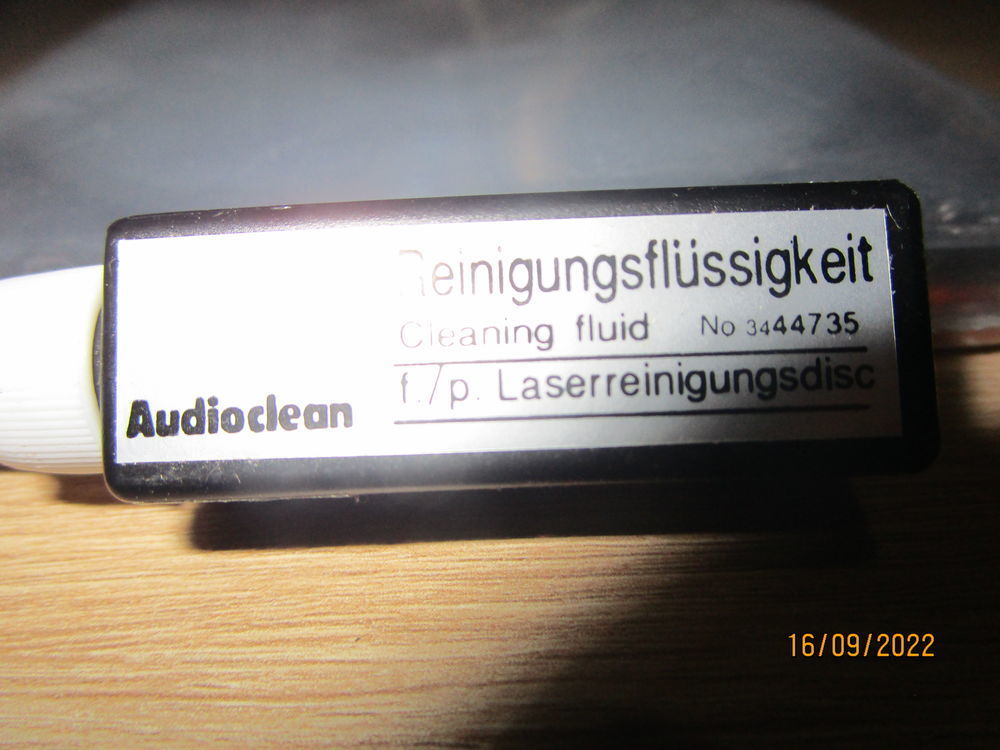 Reinigungsflüssigkeit
Cleaning fluid No 3444735
f./p. Laserreinigungsdisc
Audioclean
16/09/2022